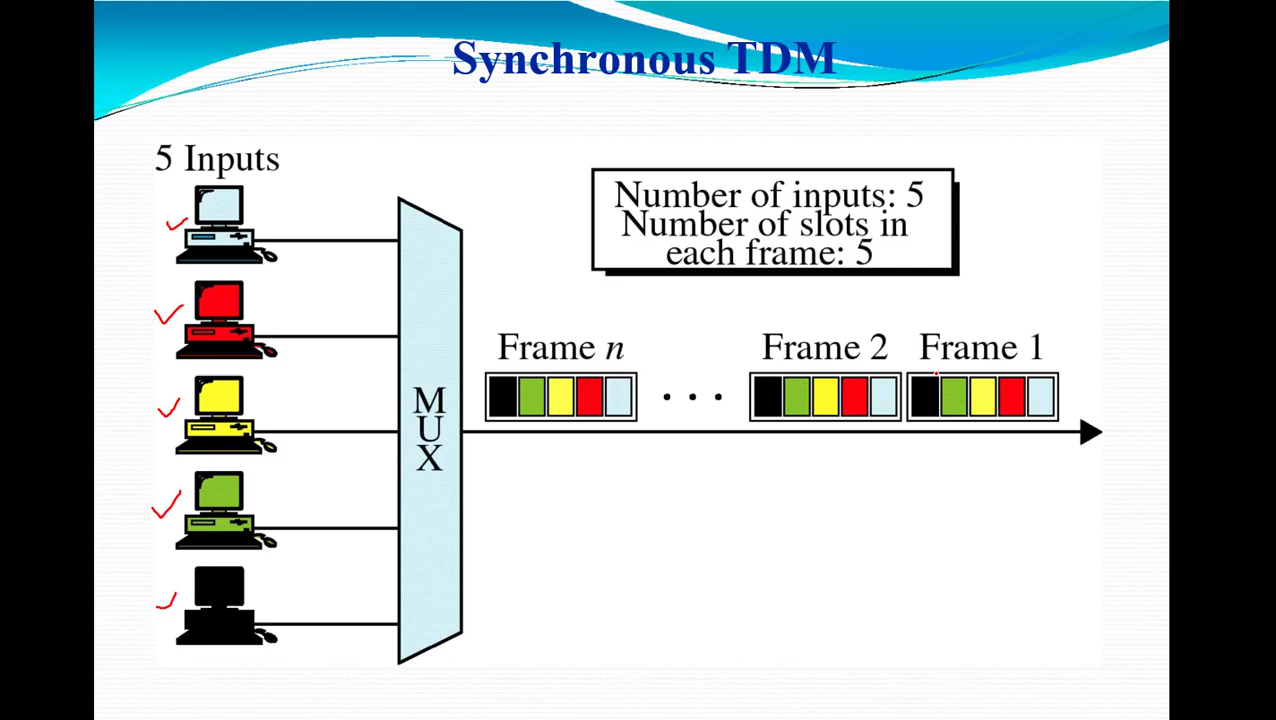 Synchronous TDM
5 Inputs
Number of inputs: 5
Number of slots in
each frame: 5
Frame n
Frame 2
Frame 1
. . .
M
U
X